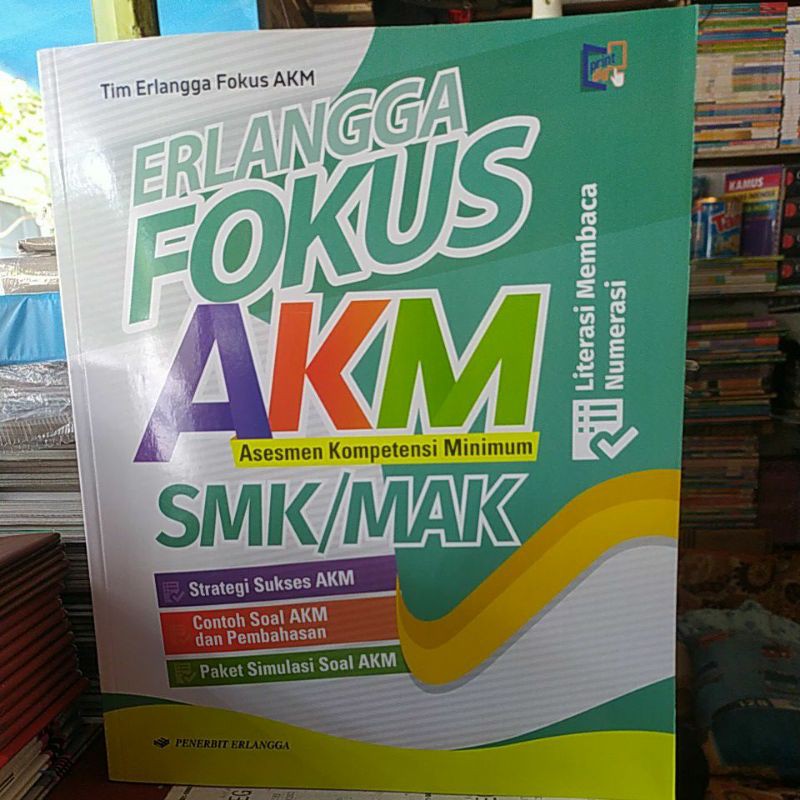 Tim Erlangga Fokus AKM
print
ERLANGGA
FOKUS
AKM
Asesmen Kompetensi Minimum
SMK/MAK
Literasi Membaca
Numerasi
Strategi Sukses AKM
Contoh Soal AKM
dan Pembahasan
Paket Simulasi Soal AKM
PENERBIT ERLANGGA
KAMUS